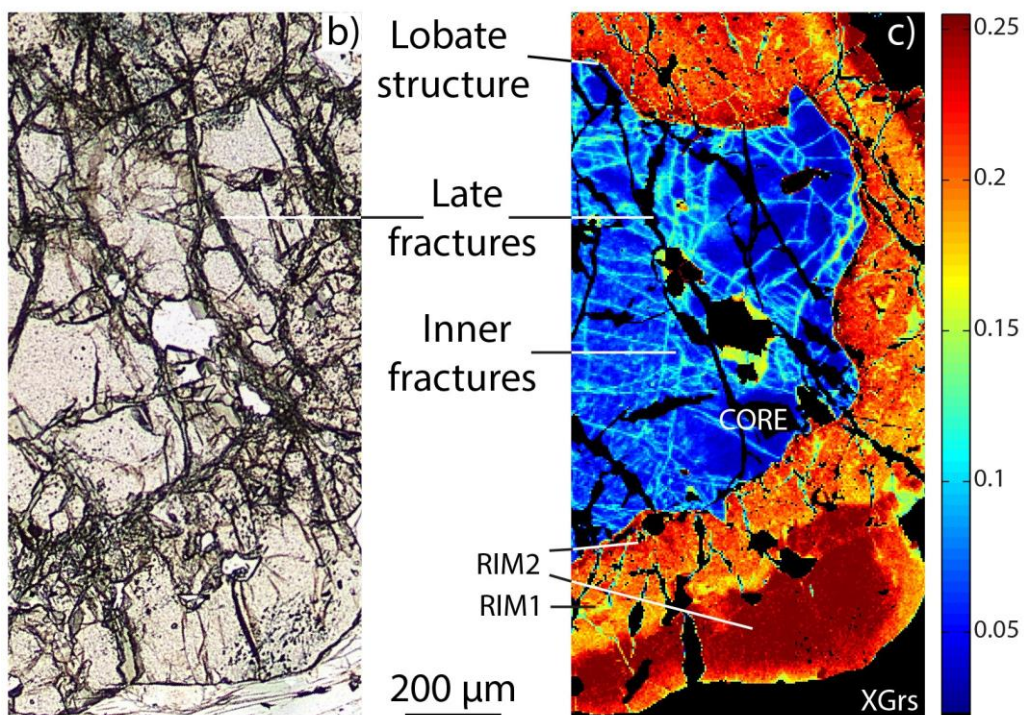 b)
Lobate
structure
c)
Late
fractures
Inner
fractures
CORE
RIM2
RIM1
200 µm
XGrs
0.25
0.2
0.15
0.1
0.05